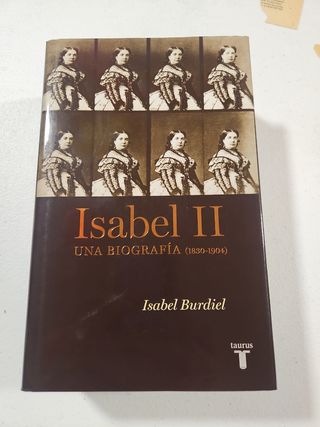 Isabel II
UNA BIOGRAFÍA (1830-1904)
Isabel Burdiel
taurus
T